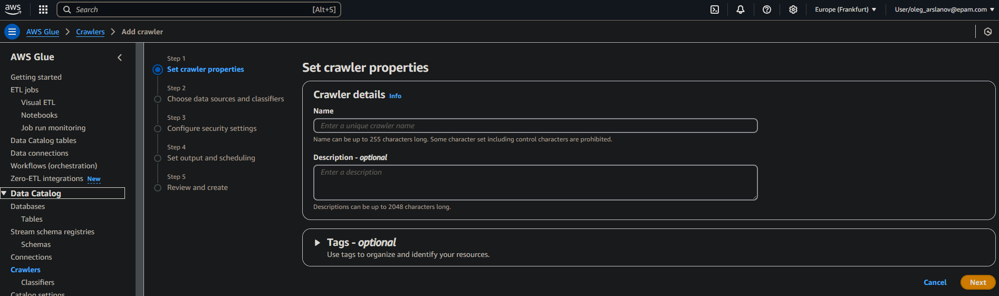 aws
Search [Alt+S]
Europe (Frankfurt)
User/oleg_arslanov@epam.com
AWS Glue Crawlers Add crawler
AWS Glue
Getting started
ETL jobs
Visual ETL
Notebooks
Job run monitoring
Data Catalog tables
Data connections
Workflows (orchestration)
Zero-ETL integrations New
Data Catalog
Databases
Tables
Stream schema registries
Schemas
Connections
Crawlers
Classifiers
Catalog settings
Step 1
Set crawler properties
Step 2
Choose data sources and classifiers
Step 3
Configure security settings
Step 4
Set output and scheduling
Step 5
Review and create
Set crawler properties
Crawler details Info
Name
Enter a unique crawler name
Name can be up to 255 characters long. Some character set including control characters are prohibited.
Description - optional
Enter a description
Descriptions can be up to 2048 characters long.
Tags - optional
Use tags to organize and identify your resources.
Cancel Next